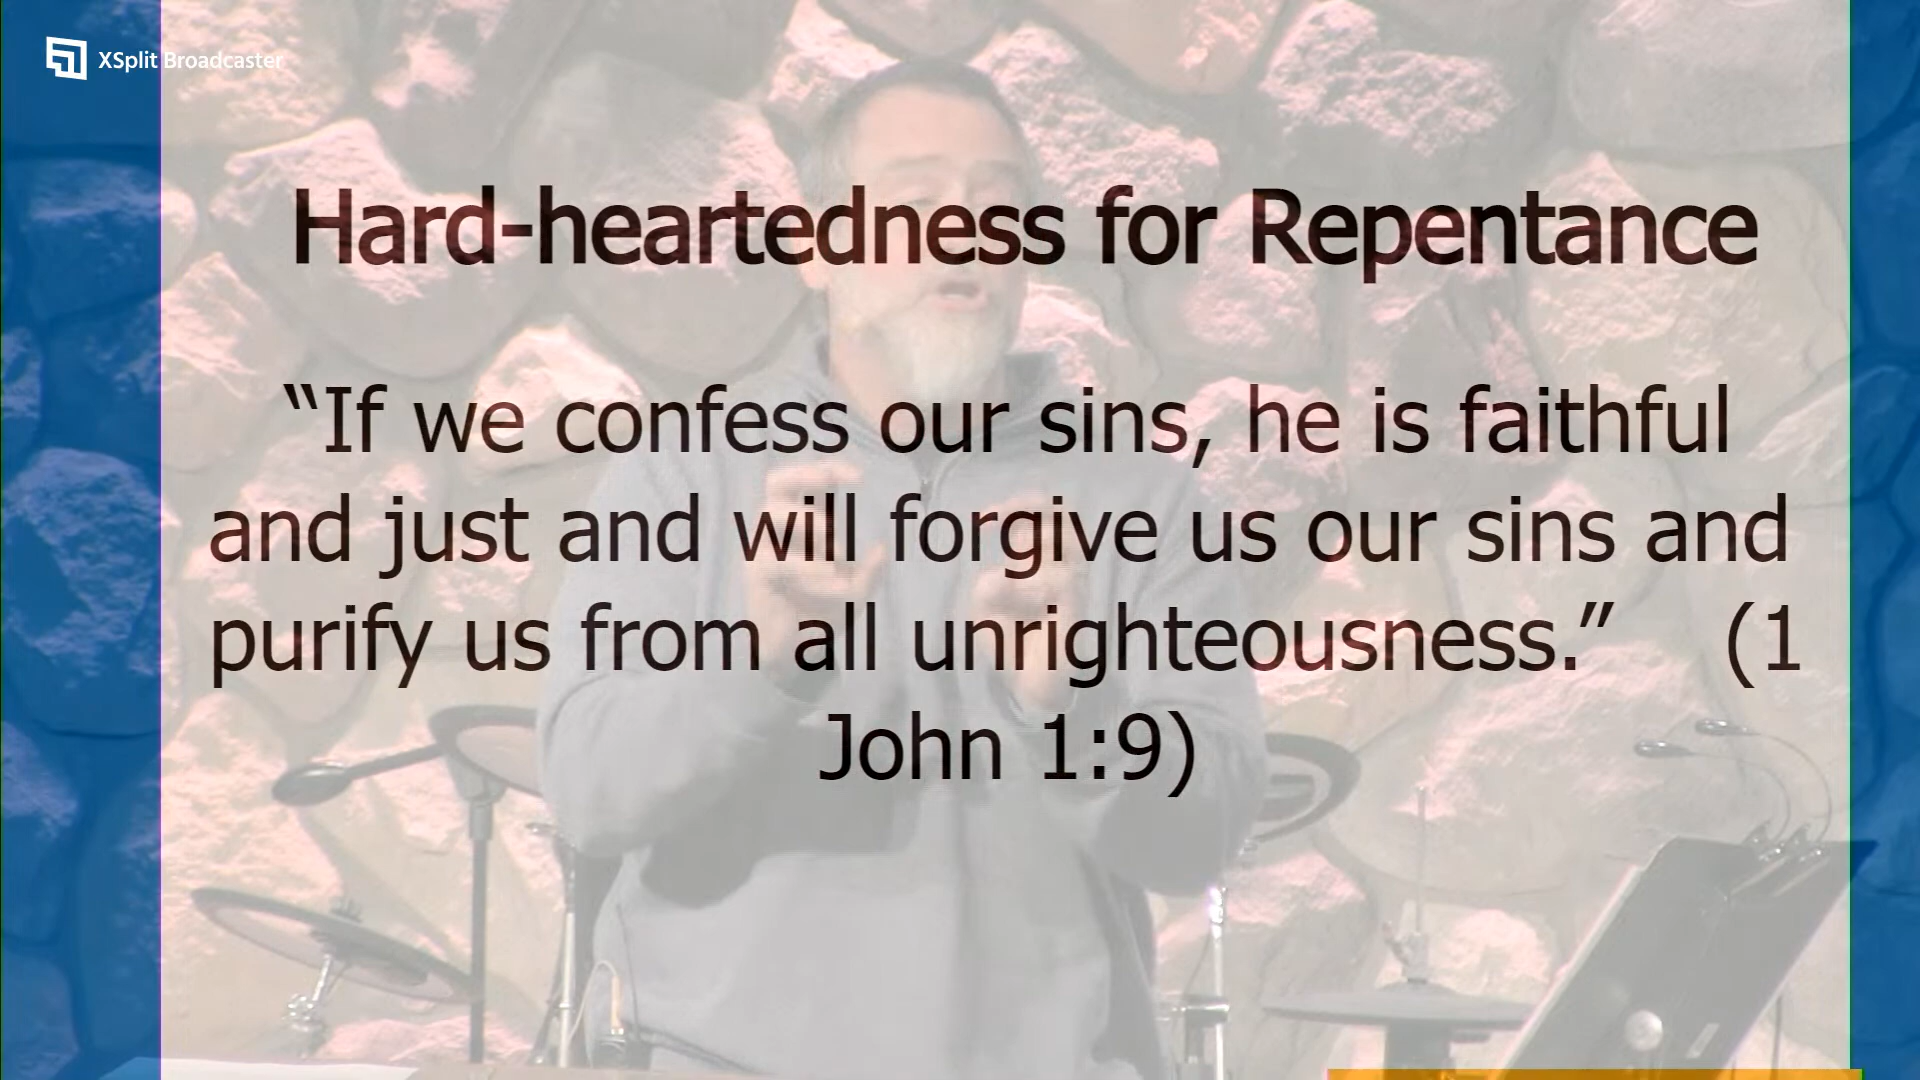 XSplit Broadcaster
Hard-heartedness for Repentance
“If we confess our sins, he is faithful
and just and will forgive us our sins and
purify us from all unrighteousness.” (1
John 1:9)